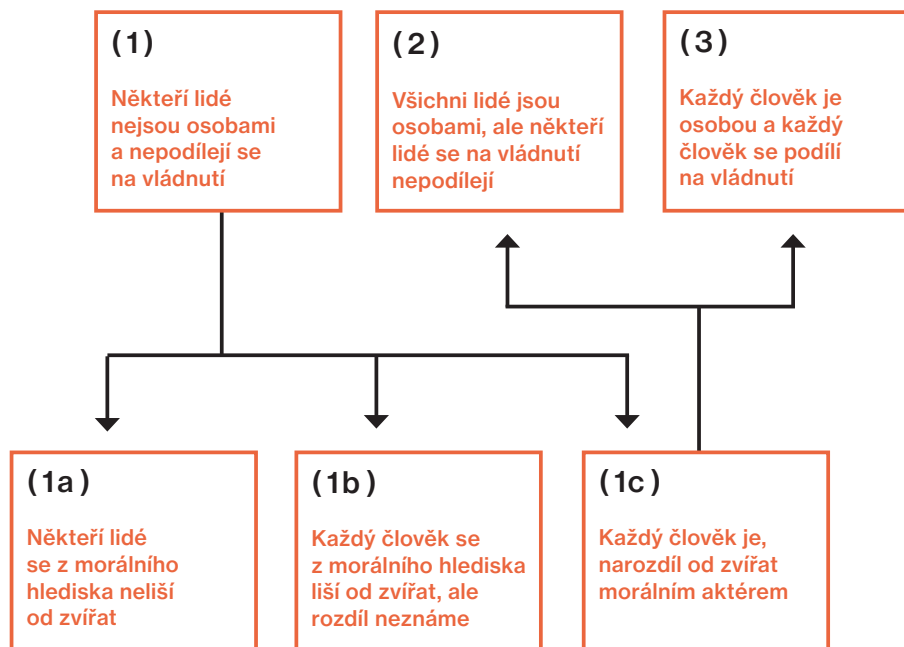 (1)
Někteří lidé
nejsou osobami
a nepodílejí se
na vládnutí
(2)
Všichni lidé jsou
osobami, ale někteří
lidé se na vládnutí
nepodílejí
(3)
Každý člověk je
osobou a každý
člověk se podílí
na vládnutí
(1a)
Někteří lidé
se z morálního
hlediska neliší
od zvířat
(1b)
Každý člověk se
z morálního hlediska
liší od zvířat, ale
rozdíl neznáme
(1c)
Každý člověk je,
narozdíl od zvířat
morálním aktérem